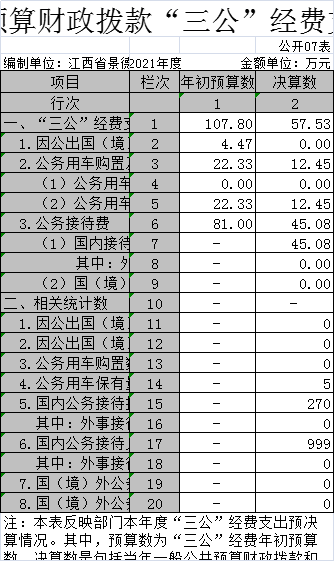 预算财政拨款“三公”经费支
公开07表
编制单位：江西省景德 2021年度 金额单位：万元
项目 栏次 年初预算数 决算数
行次 1 2
一、“三公”经费支 1 107.80 57.53
1.因公出国（境） 2 4.47 0.00
2.公务用车购置及 3 22.33 12.45
（1）公务用车 4 0.00 0.00
（2）公务用车 5 22.33 12.45
3.公务接待费 6 81.00 45.08
（1）国内接待 7 - 45.08
其中：外 8 - 0.00
（2）国（境） 9 - 0.00
二、相关统计数 10 - -
1.因公出国（境） 11 - 0
2.因公出国（境） 12 - 0
3.公务用车购置数 13 - 0
4.公务用车保有量 14 - 5
5.国内公务接待批 15 - 270
其中：外事接待 16 - 0
6.国内公务接待人 17 - 999
其中：外事接待 18 - 0
7.国（境）外公务 19 - 0
8.国（境）外公务 20 - 0
注：本表反映部门本年度“三公”经费支出预决
算情况。其中，预算数为“三公”经费年初预算
数，决算数是包括当年一般公共预算财政拨款和